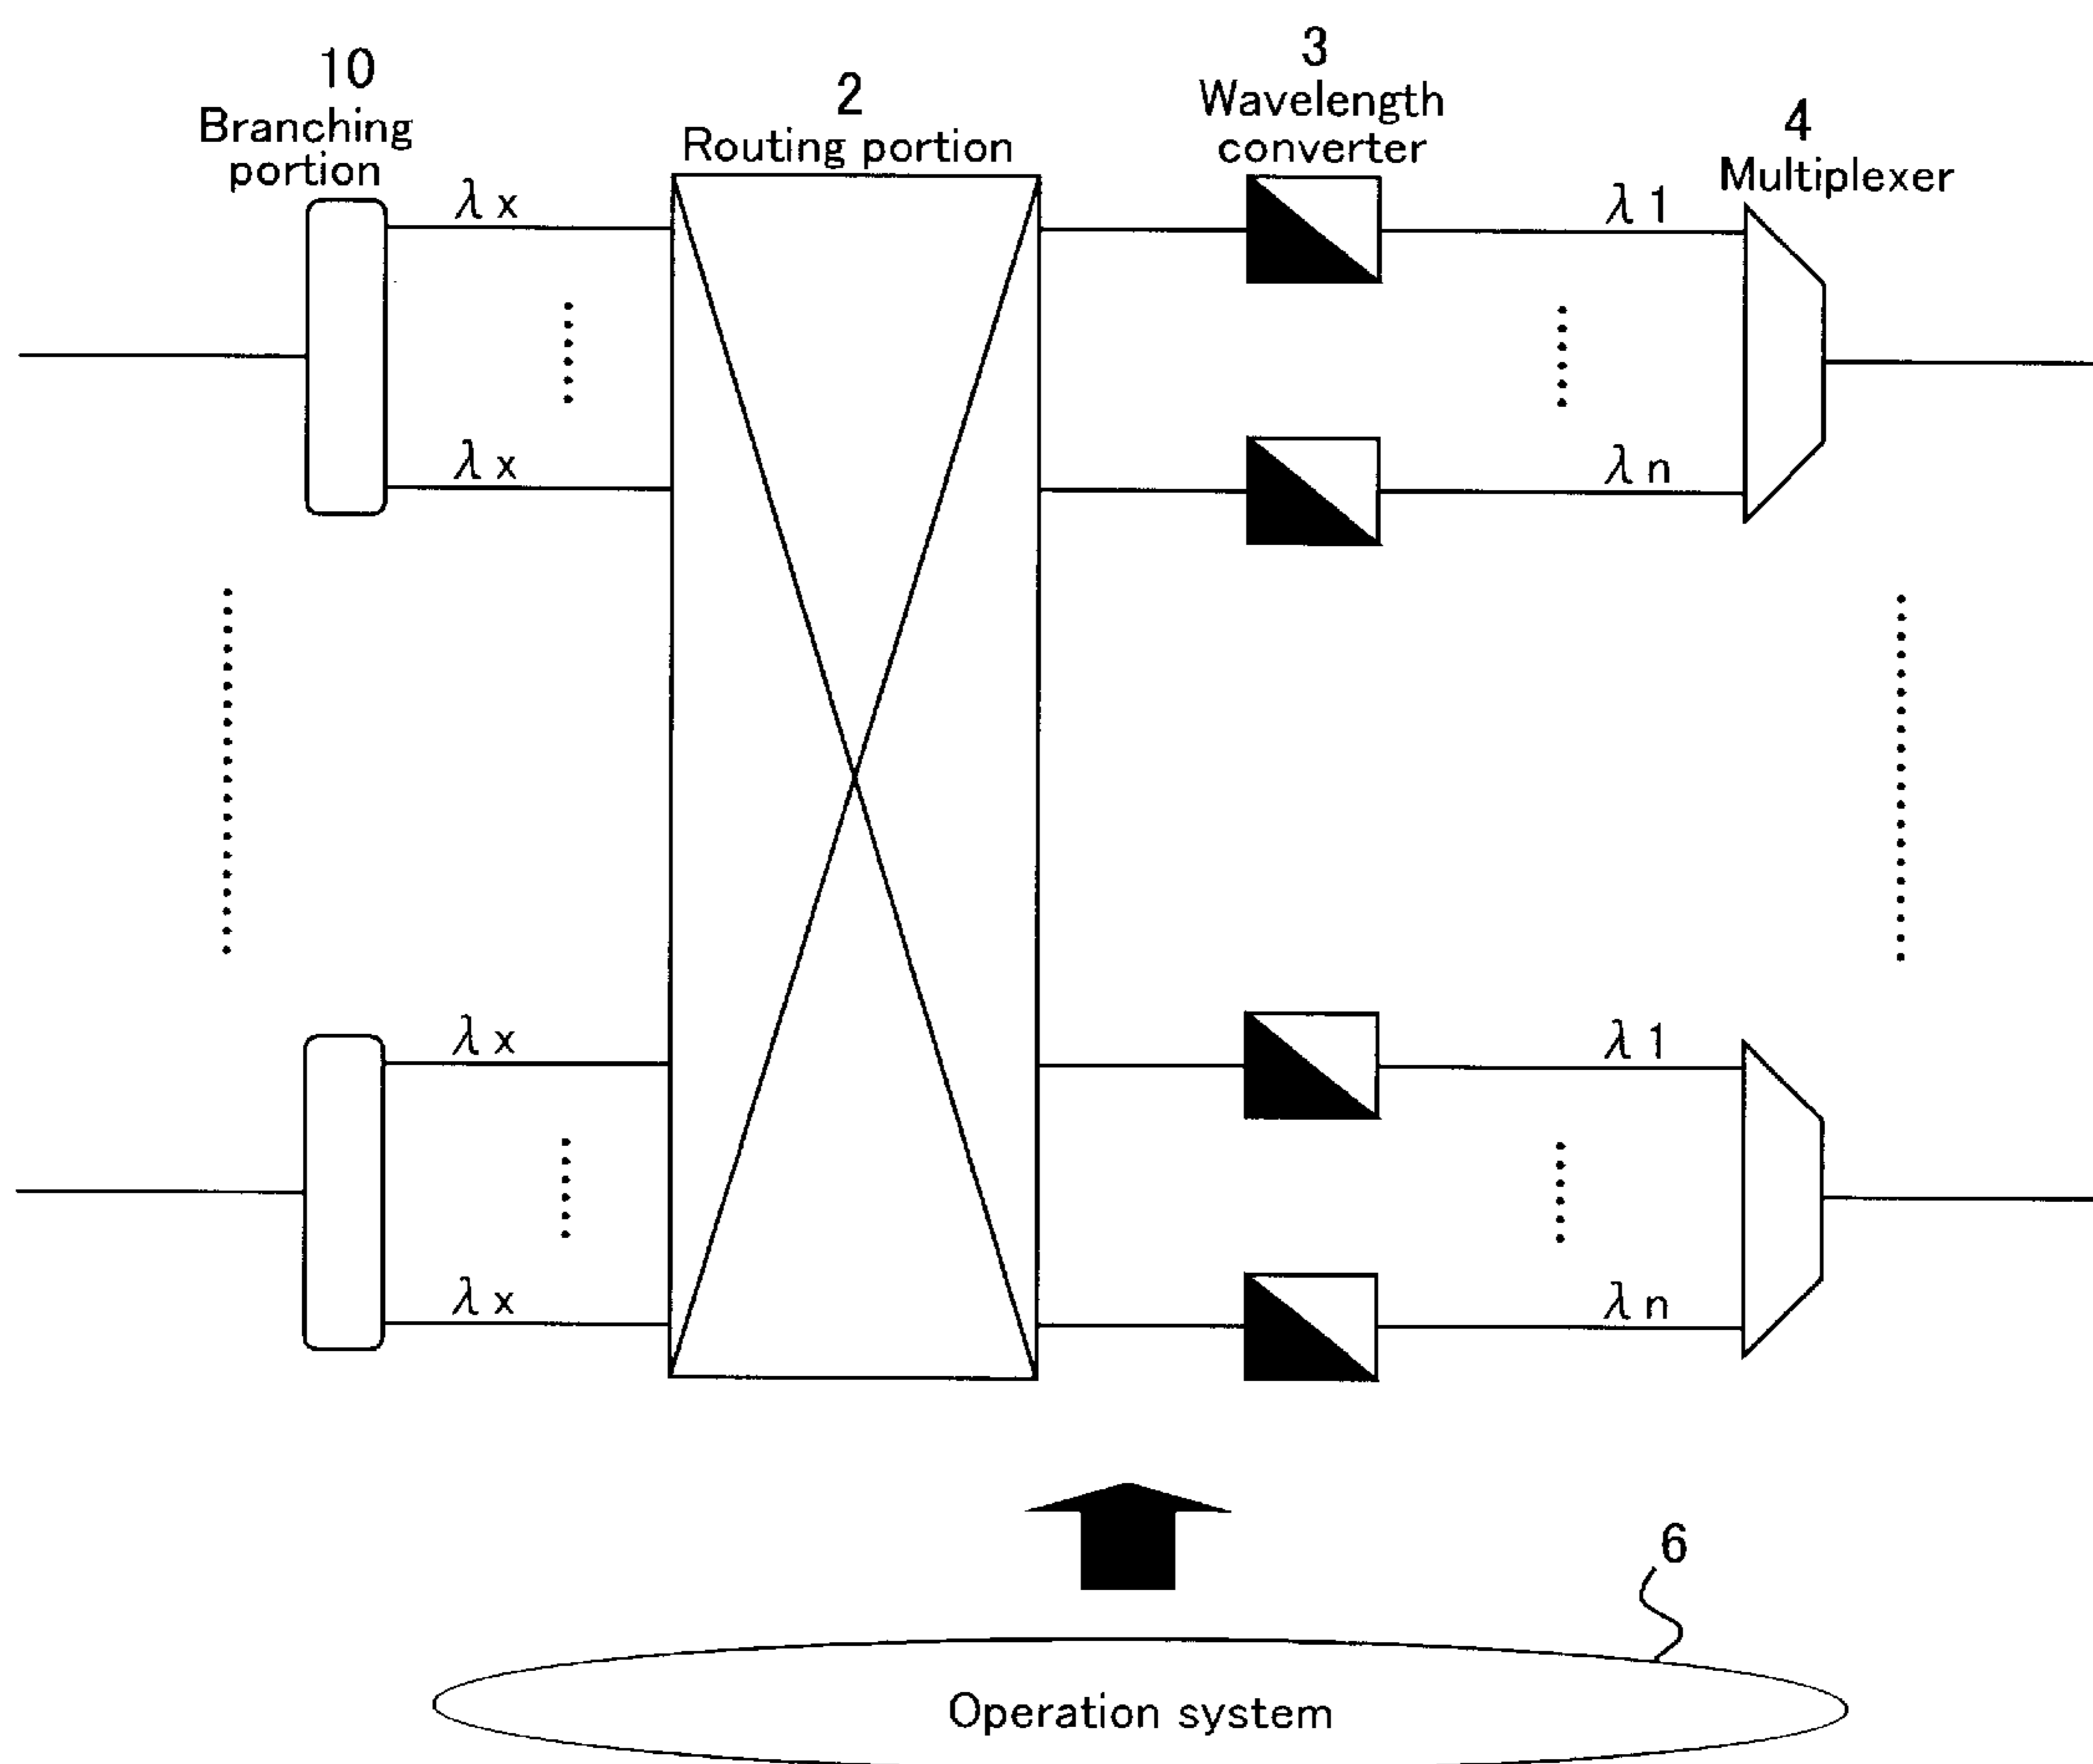 10
Branching
portion
2
Routing portion
3
Wavelength
converter
4
Multiplexer
λx
λ1
λx
λn
λx
λ1
λx
λn
6
Operation system